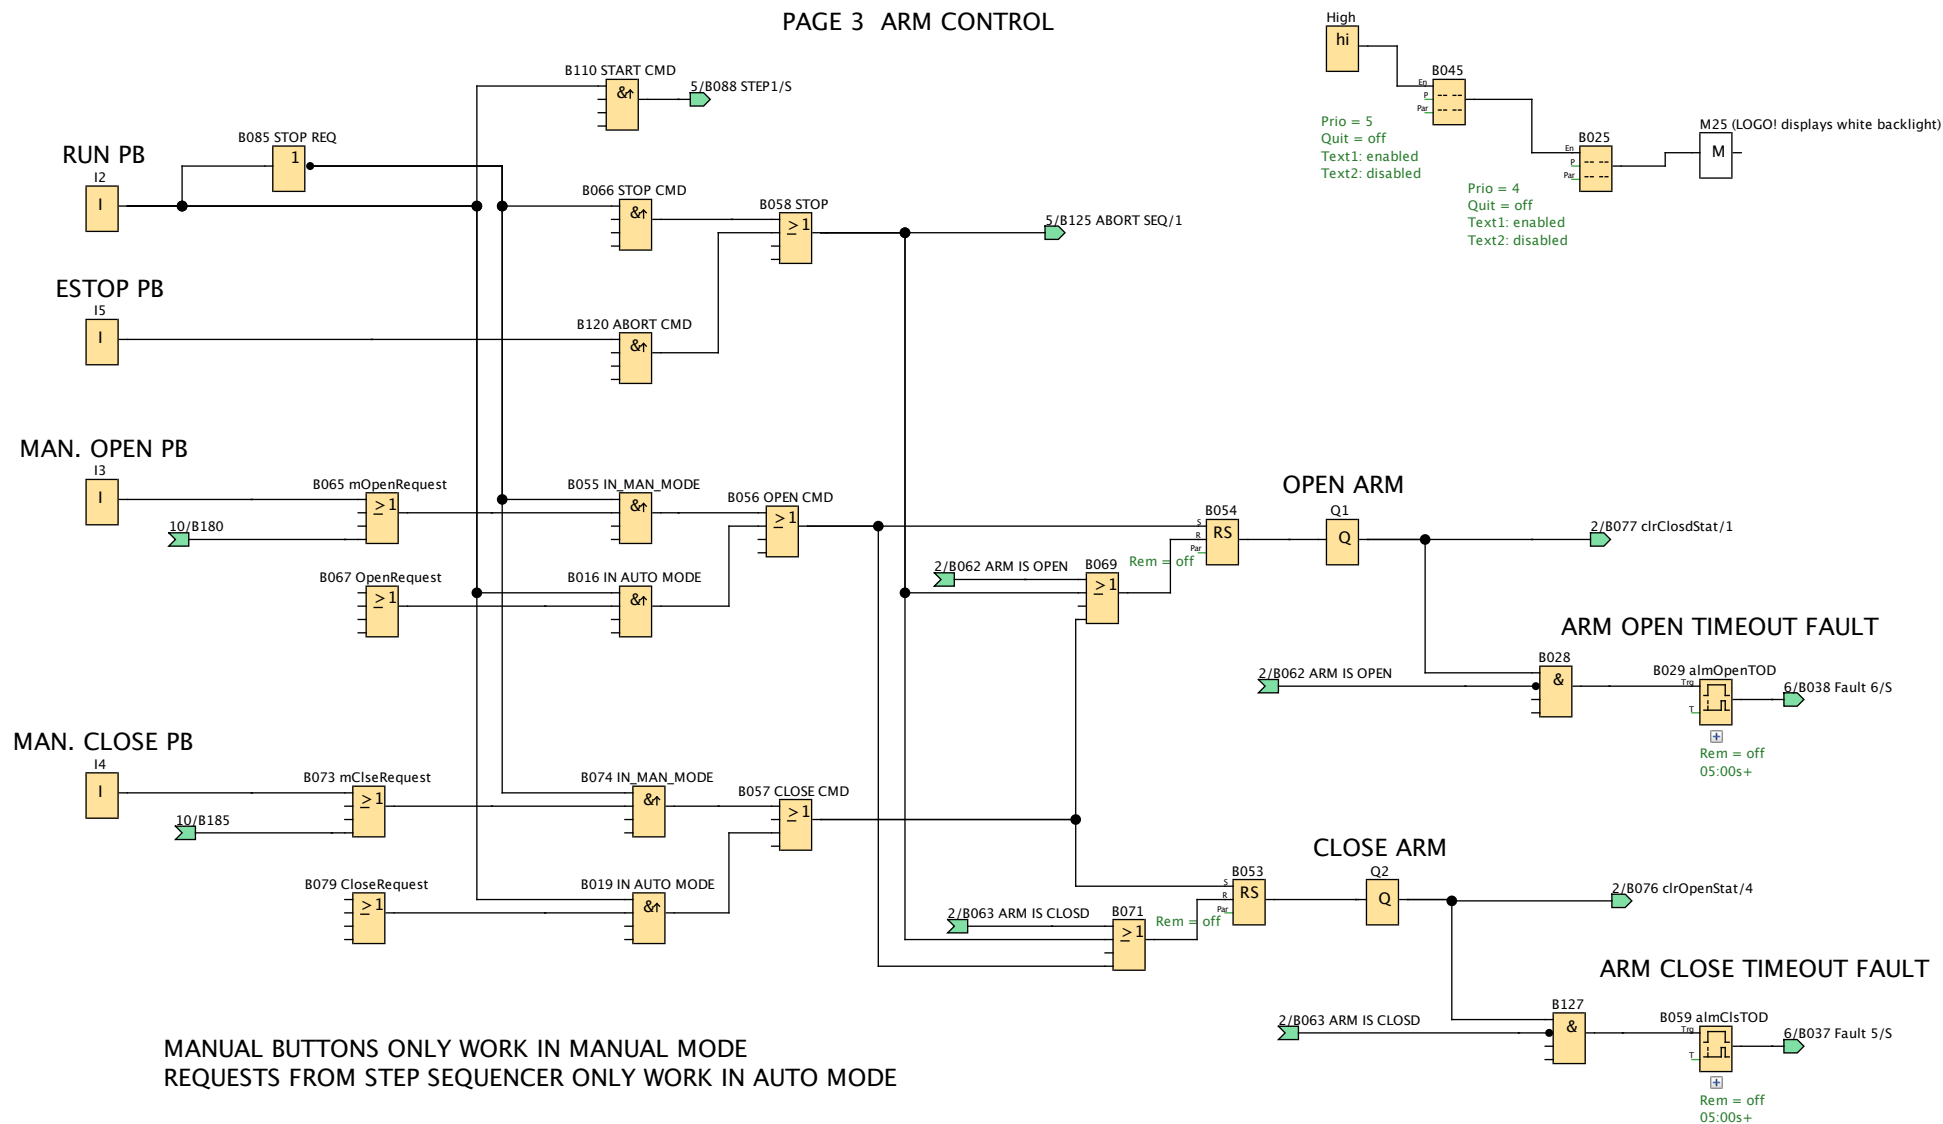 PAGE 3 ARM CONTROL
High
hi
B045
En
P
Par
Prio = 5
Quit = off
Text1: enabled
Text2: disabled
B025
En
P
Par
Prio = 4
Quit = off
Text1: enabled
Text2: disabled
M25 (LOGO! displays white backlight)
M
B110 START CMD
&↑
5/B088 STEP1/S
B085 STOP REQ
1
RUN PB
I2
I
B066 STOP CMD
&↑
B058 STOP
≥1
5/B125 ABORT SEQ/1
ESTOP PB
I5
I
B120 ABORT CMD
&↑
MAN. OPEN PB
I3
I
B065 mOpenRequest
≥1
10/B180
B055 IN_MAN_MODE
&↑
B056 OPEN CMD
≥1
B067 OpenRequest
≥1
B016 IN AUTO MODE
&↑
OPEN ARM
B054
S
R
Par
RS
Rem = off
Q1
Q
2/B077 clrClosdStat/1
2/B062 ARM IS OPEN
B069
≥1
ARM OPEN TIMEOUT FAULT
2/B062 ARM IS OPEN
B028
&
B029 almOpenTOD
Trg
T
6/B038 Fault 6/S
Rem = off
05:00s+
MAN. CLOSE PB
I4
I
B073 mClseRequest
≥1
10/B185
B074 IN_MAN_MODE
&↑
B057 CLOSE CMD
≥1
B079 CloseRequest
≥1
B019 IN AUTO MODE
&↑
CLOSE ARM
B053
S
R
Par
RS
Rem = off
Q2
Q
2/B076 clrOpenStat/4
2/B063 ARM IS CLOSD
B071
≥1
ARM CLOSE TIMEOUT FAULT
2/B063 ARM IS CLOSD
B127
&
B059 almClsTOD
Trg
T
6/B037 Fault 5/S
Rem = off
05:00s+
MANUAL BUTTONS ONLY WORK IN MANUAL MODE
REQUESTS FROM STEP SEQUENCER ONLY WORK IN AUTO MODE